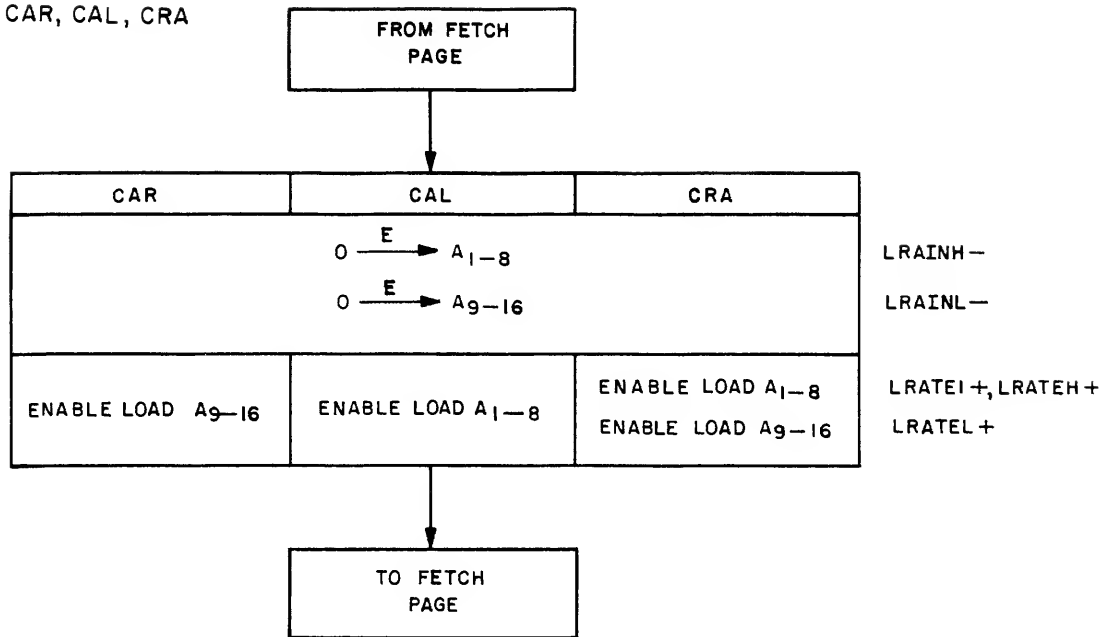 CAR, CAL, CRA
FROM FETCH
PAGE
CAR CAL CRA
0 E A1–8 LRAINH–
0 E A9–16 LRAINL–
ENABLE LOAD A9–16 ENABLE LOAD A1–8 ENABLE LOAD A1–8 LRATEI+, LRATEH+
ENABLE LOAD A9–16 LRATEL+
TO FETCH
PAGE